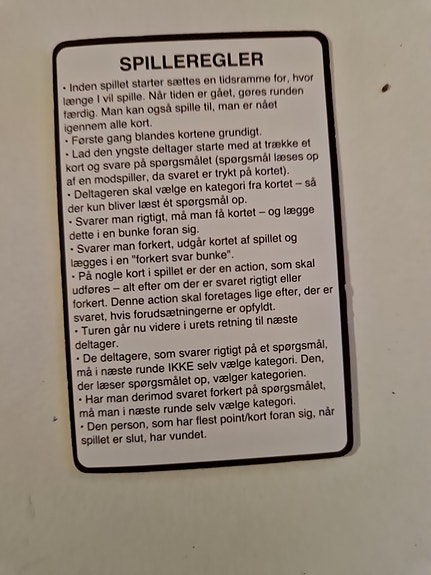 SPILLEREGLER
• Inden spillet starter sættes en tidsramme for, hvor
længe I vil spille. Når tiden er gået, gøres runden
færdig. Man kan også spille til, man er nået
igennem alle kort.
• Første gang blandes kortene grundigt.
• Lad den yngste deltager starte med at trække et
kort og svare på spørgsmålet (spørgsmål læses op
af en modspiller, da svaret er trykt på kortet).
• Deltageren skal vælge en kategori fra kortet – så
der kun bliver læst ét spørgsmål op.
• Svarer man rigtigt, må man få kortet – og lægge
dette i en bunke foran sig.
• Svarer man forkert, udgår kortet af spillet og
lægges i en "forkert svar bunke".
• På nogle kort i spillet er der en action, som skal
udføres – alt efter om der er svaret rigtigt eller
forkert. Denne action skal foretages lige efter, der er
svaret, hvis forudsætningerne er opfyldt.
• Turen går nu videre i urets retning til næste
deltager.
• De deltagere, som svarer rigtigt på et spørgsmål,
må i næste runde IKKE selv vælge kategori. Den,
der læser spørgsmålet op, vælger kategorien.
• Har man derimod svaret forkert på spørgsmålet,
må man i næste runde selv vælge kategori.
• Den person, som har flest point/kort foran sig, når
spillet er slut, har vundet.